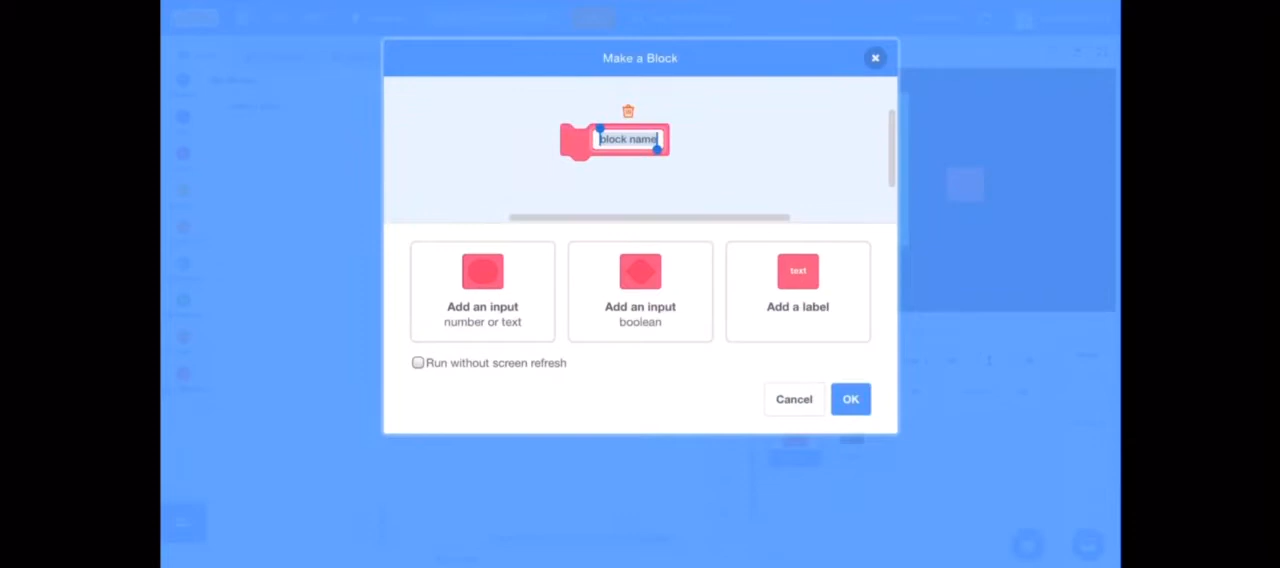 Make a Block
block name
text
Add an input
number or text
Add an input
boolean
Add a label
Run without screen refresh
Cancel
OK